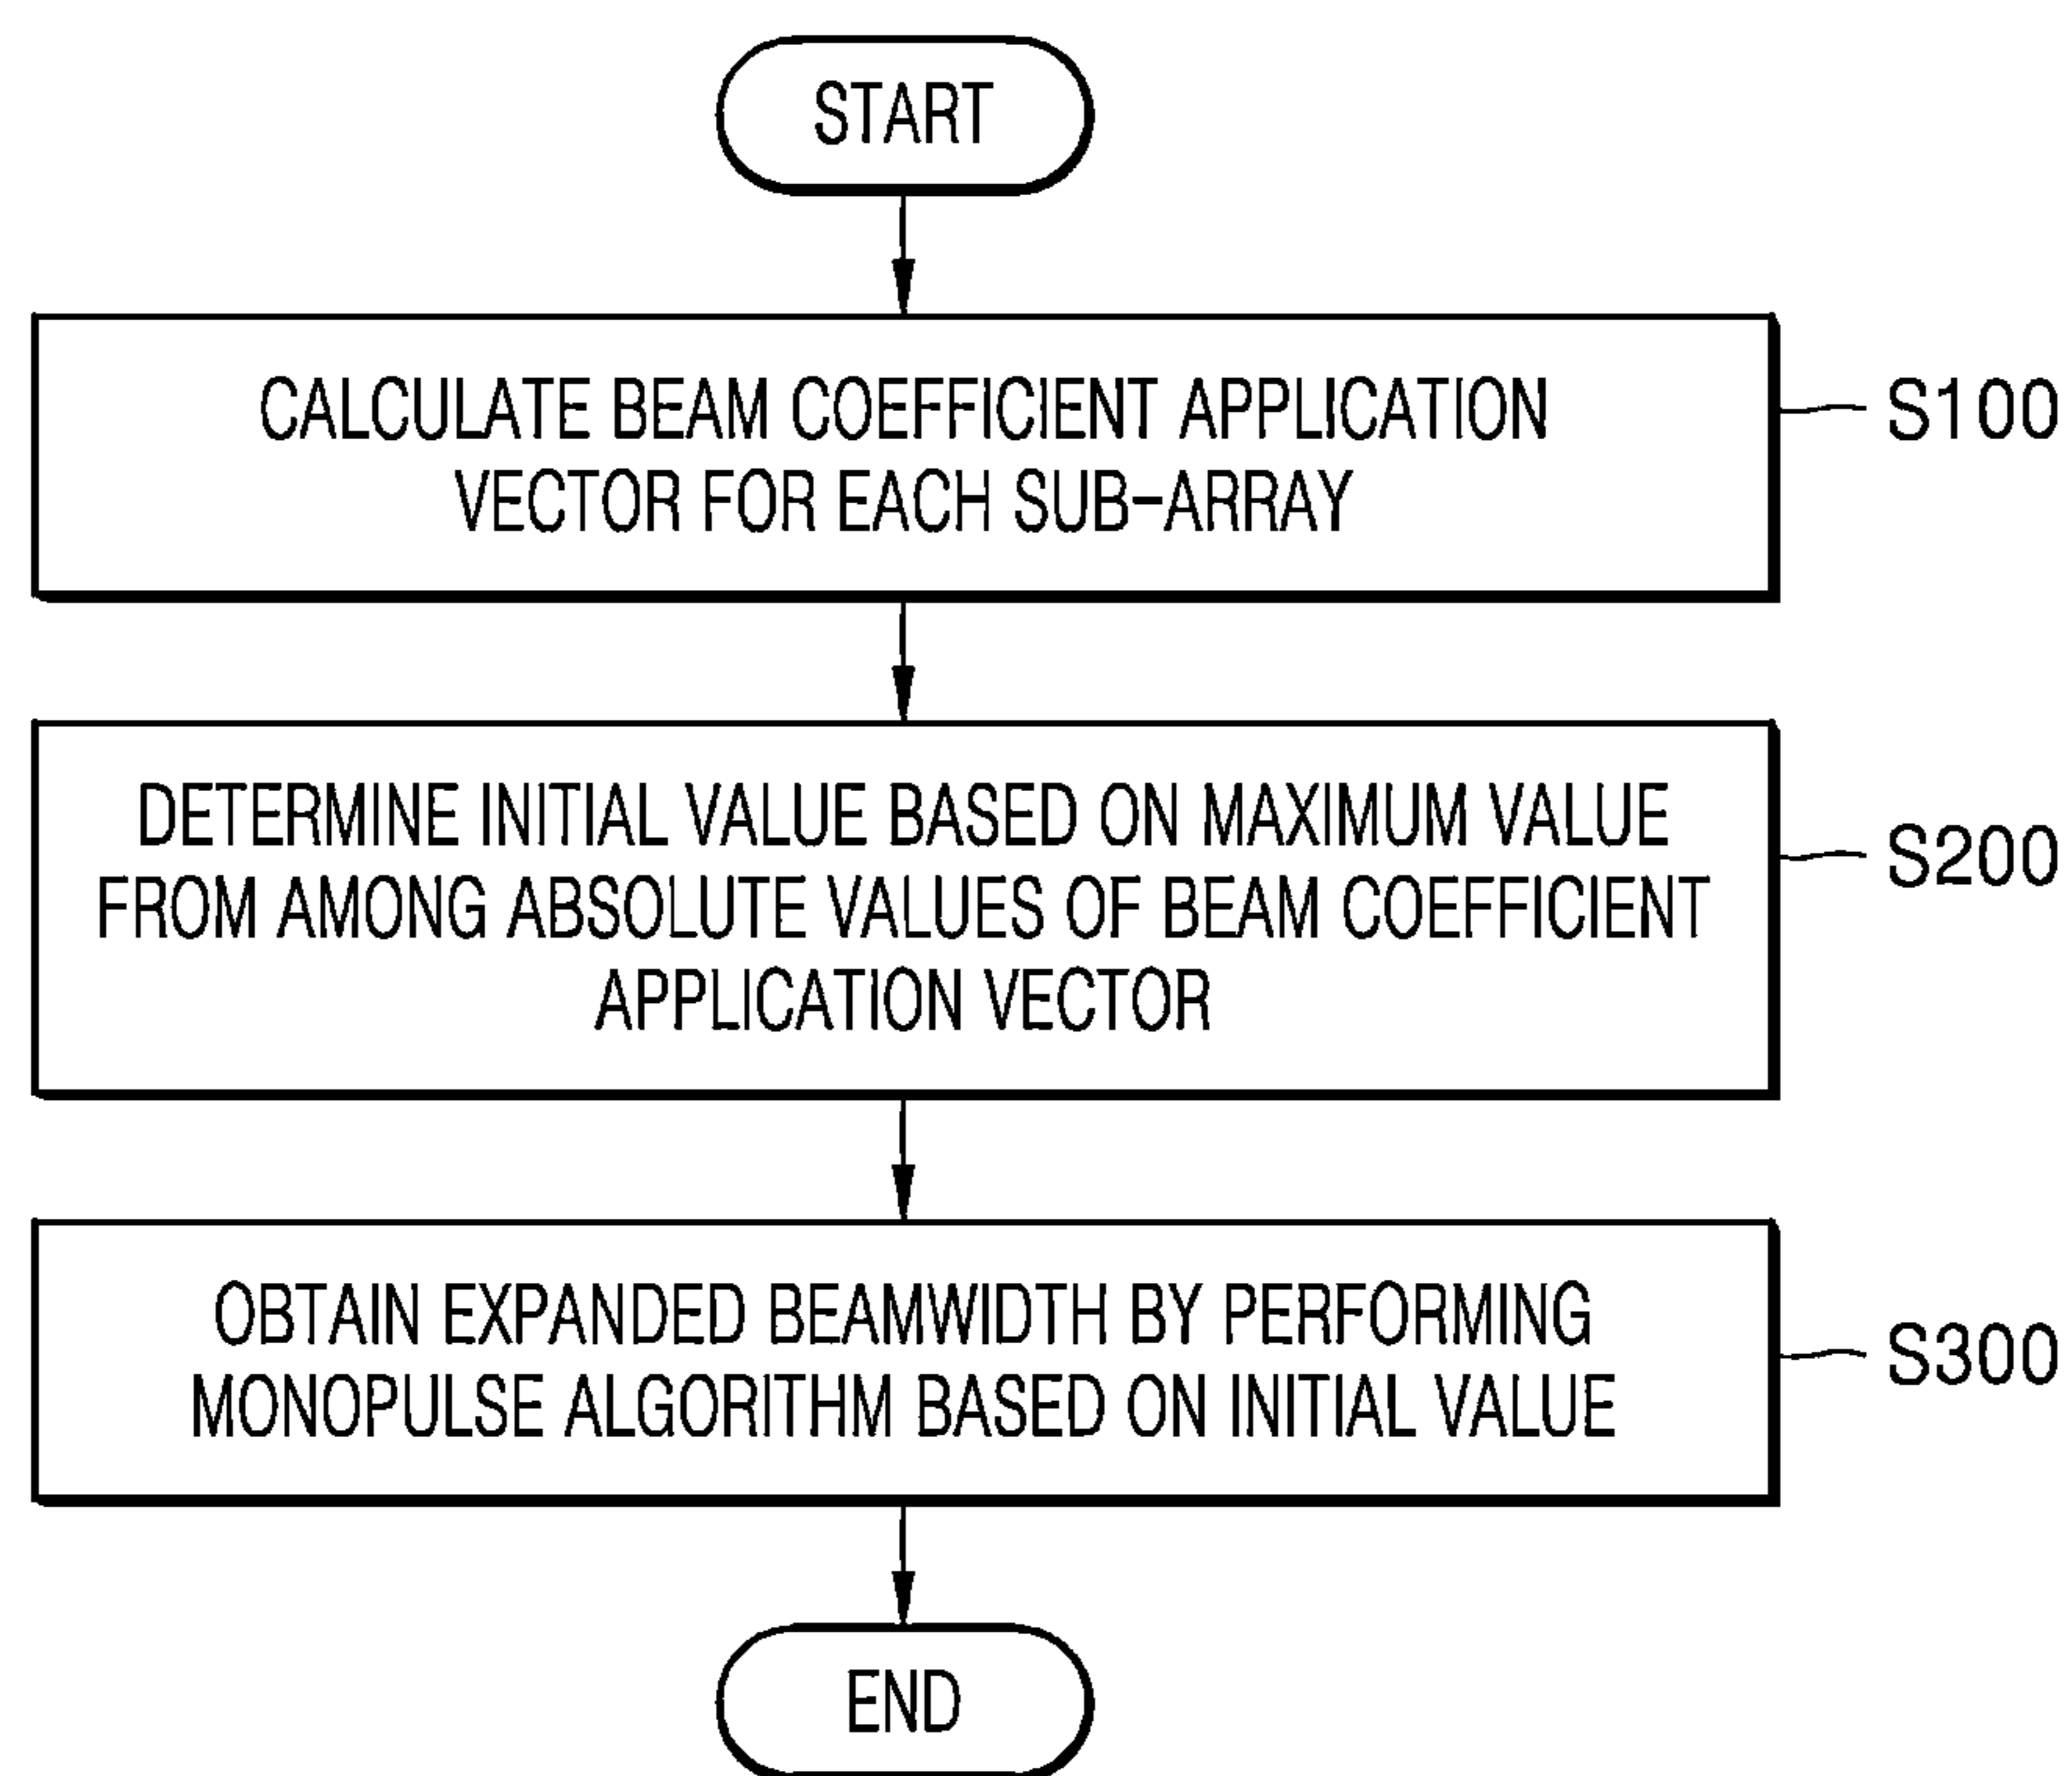 START
CALCULATE BEAM COEFFICIENT APPLICATION
VECTOR FOR EACH SUB-ARRAY
S100
DETERMINE INITIAL VALUE BASED ON MAXIMUM VALUE
FROM AMONG ABSOLUTE VALUES OF BEAM COEFFICIENT
APPLICATION VECTOR
S200
OBTAIN EXPANDED BEAMWIDTH BY PERFORMING
MONOPULSE ALGORITHM BASED ON INITIAL VALUE
S300
END